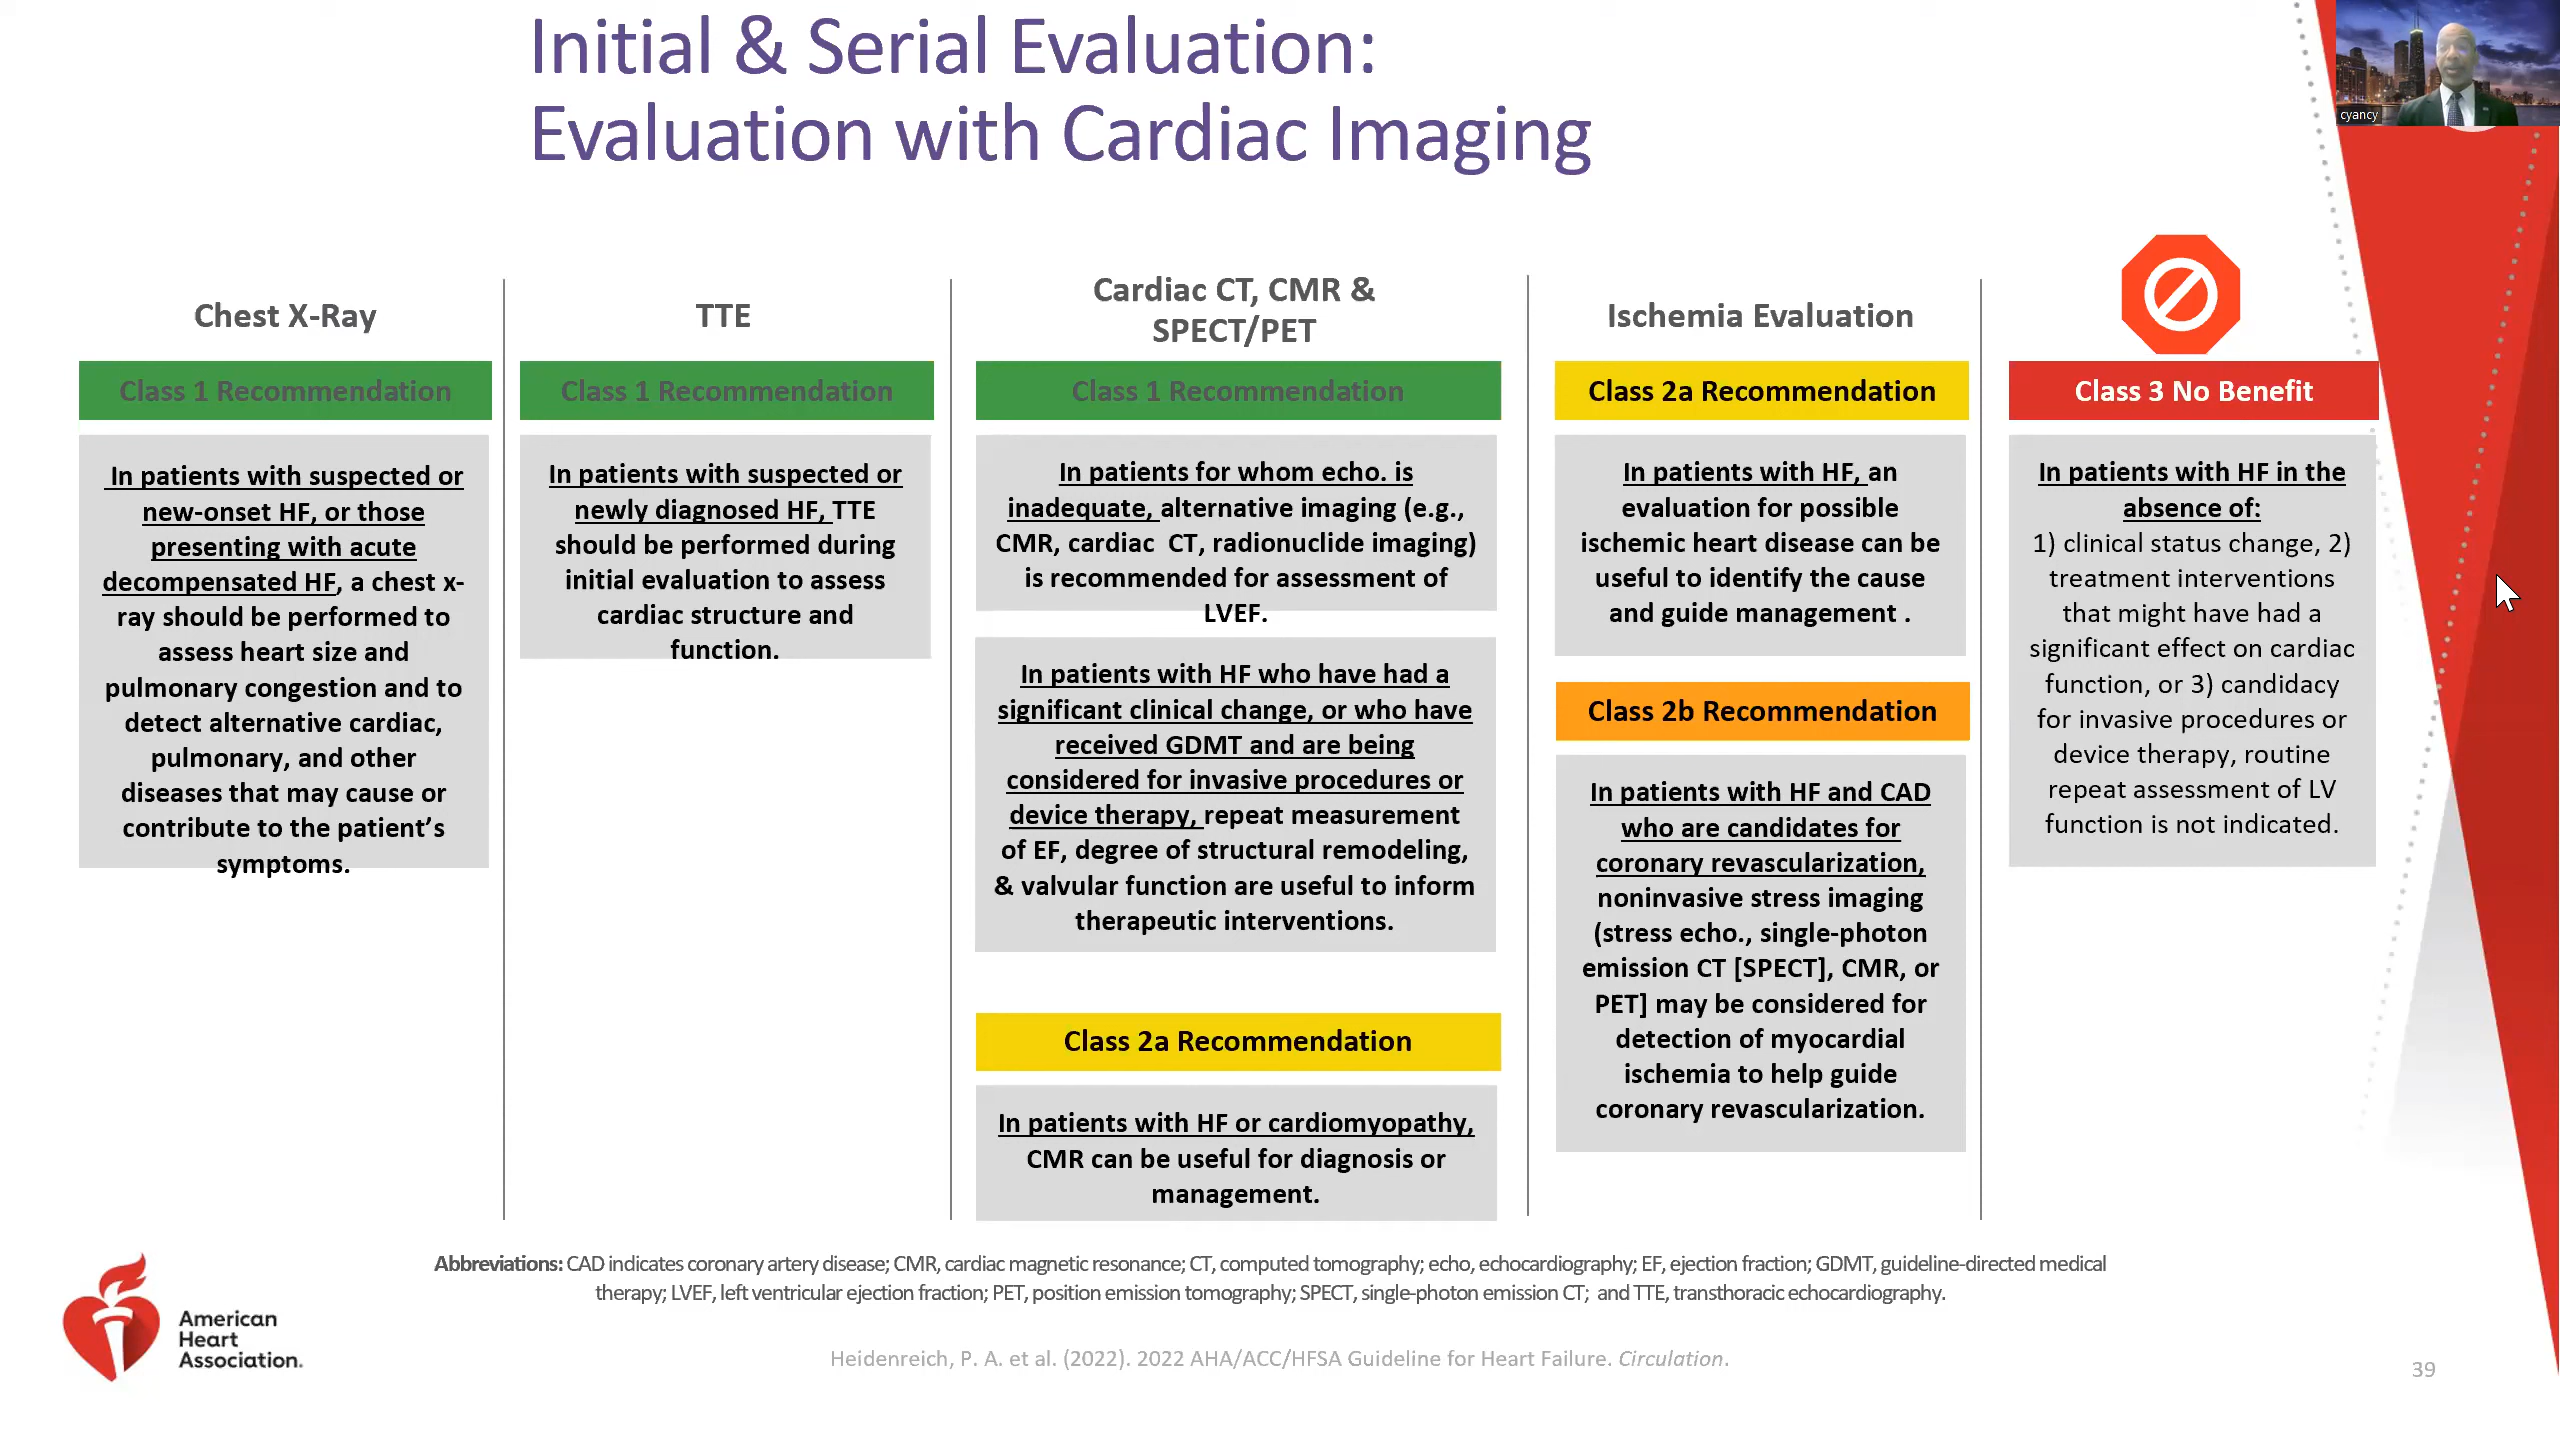 Initial & Serial Evaluation:
Evaluation with Cardiac Imaging
cyancy
Chest X-Ray
Class 1 Recommendation
In patients with suspected or
new-onset HF, or those
presenting with acute
decompensated HF, a chest x-
ray should be performed to
assess heart size and
pulmonary congestion and to
detect alternative cardiac,
pulmonary, and other
diseases that may cause or
contribute to the patient’s
symptoms.
TTE
Class 1 Recommendation
In patients with suspected or
newly diagnosed HF, TTE
should be performed during
initial evaluation to assess
cardiac structure and
function.
Cardiac CT, CMR &
SPECT/PET
Class 1 Recommendation
In patients for whom echo. is
inadequate, alternative imaging (e.g.,
CMR, cardiac CT, radionuclide imaging)
is recommended for assessment of
LVEF.
In patients with HF who have had a
significant clinical change, or who have
received GDMT and are being
considered for invasive procedures or
device therapy, repeat measurement
of EF, degree of structural remodeling,
& valvular function are useful to inform
therapeutic interventions.
Class 2a Recommendation
In patients with HF or cardiomyopathy,
CMR can be useful for diagnosis or
management.
Ischemia Evaluation
Class 2a Recommendation
In patients with HF, an
evaluation for possible
ischemic heart disease can be
useful to identify the cause
and guide management .
Class 2b Recommendation
In patients with HF and CAD
who are candidates for
coronary revascularization,
noninvasive stress imaging
(stress echo., single-photon
emission CT [SPECT], CMR, or
PET] may be considered for
detection of myocardial
ischemia to help guide
coronary revascularization.
Class 3 No Benefit
In patients with HF in the
absence of:
1) clinical status change, 2)
treatment interventions
that might have had a
significant effect on cardiac
function, or 3) candidacy
for invasive procedures or
device therapy, routine
repeat assessment of LV
function is not indicated.
Abbreviations: CAD indicates coronary artery disease; CMR, cardiac magnetic resonance; CT, computed tomography; echo, echocardiography; EF, ejection fraction; GDMT, guideline-directed medical
therapy; LVEF, left ventricular ejection fraction; PET, position emission tomography; SPECT, single-photon emission CT; and TTE, transthoracic echocardiography.
American
Heart
Association.
Heidenreich, P. A. et al. (2022). 2022 AHA/ACC/HFSA Guideline for Heart Failure. Circulation.
39